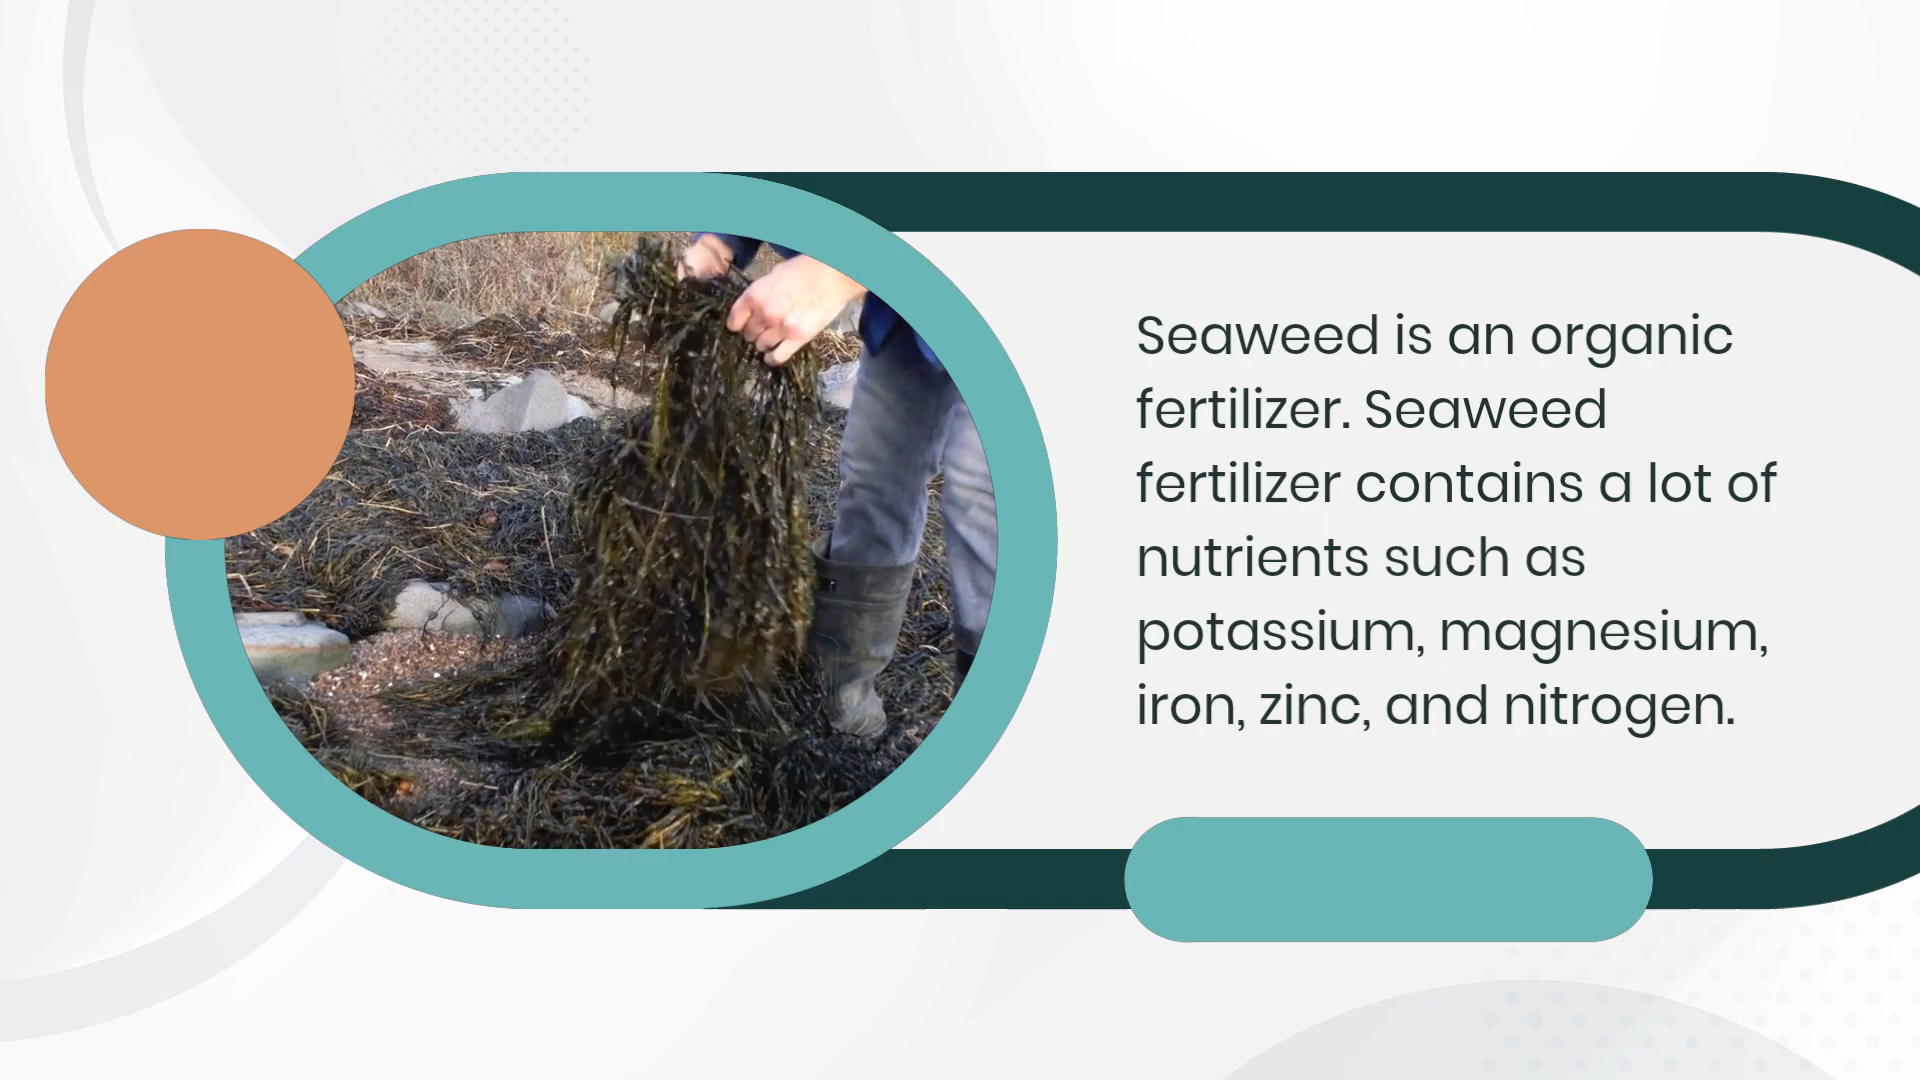 Seaweed is an organic
fertilizer. Seaweed
fertilizer contains a lot of
nutrients such as
potassium, magnesium,
iron, zinc, and nitrogen.